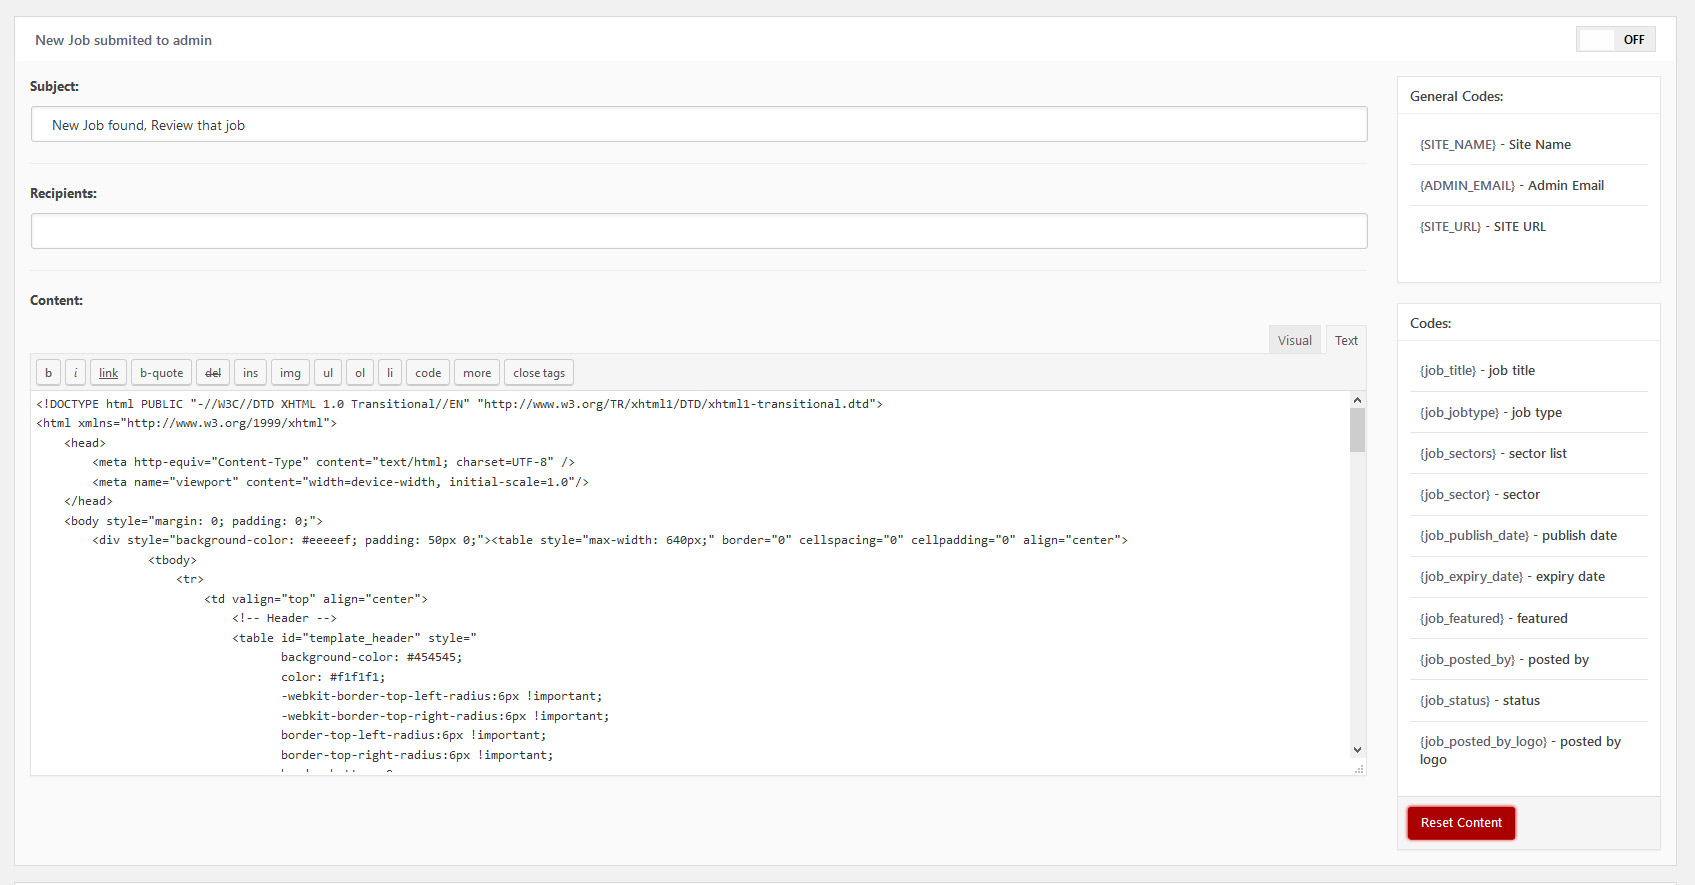 New Job submited to admin
OFF
Subject:
New Job found, Review that job
Recipients:
Content:
Visual Text
b i link b-quote del ins img ul ol li code more close tags
<!DOCTYPE html PUBLIC "-//W3C//DTD XHTML 1.0 Transitional//EN" "http://www.w3.org/TR/xhtml1/DTD/xhtml1-transitional.dtd">
<html xmlns="http://www.w3.org/1999/xhtml">
<head>
<meta http-equiv="Content-Type" content="text/html; charset=UTF-8" />
<meta name="viewport" content="width=device-width, initial-scale=1.0"/>
</head>
<body style="margin: 0; padding: 0;">
<div style="background-color: #eeeeef; padding: 50px 0;"><table style="max-width: 640px;" border="0" cellspacing="0" cellpadding="0" align="center">
<tbody>
<tr>
<td valign="top" align="center">
<!-- Header -->
<table id="template_header" style="
background-color: #454545;
color: #f1f1f1;
-webkit-border-top-left-radius:6px !important;
-webkit-border-top-right-radius:6px !important;
border-top-left-radius:6px !important;
border-top-right-radius:6px !important;
General Codes:
{SITE_NAME} - Site Name
{ADMIN_EMAIL} - Admin Email
{SITE_URL} - SITE URL
Codes:
{job_title} - job title
{job_jobtype} - job type
{job_sectors} - sector list
{job_sector} - sector
{job_publish_date} - publish date
{job_expiry_date} - expiry date
{job_featured} - featured
{job_posted_by} - posted by
{job_status} - status
{job_posted_by_logo} - posted by
logo
Reset Content